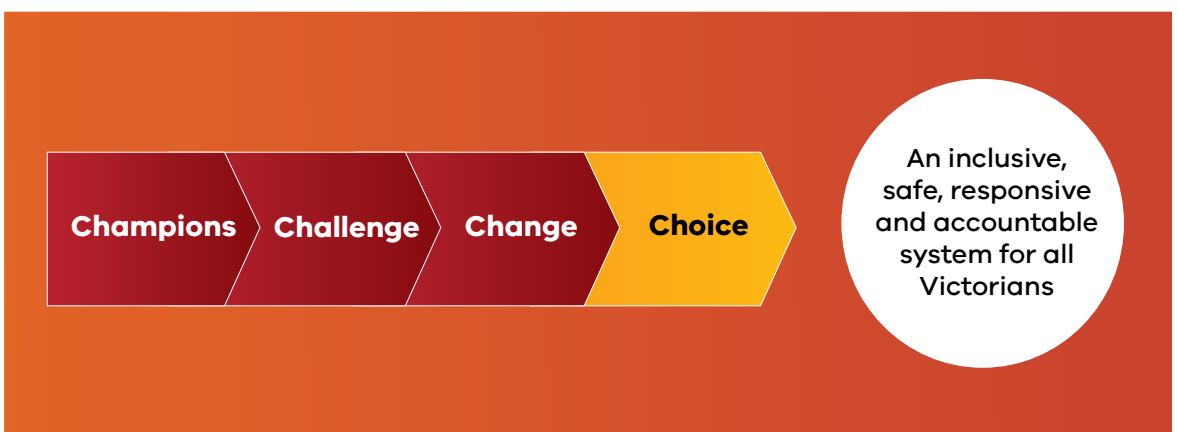 Champions
Challenge
Change
Choice
An inclusive,
safe, responsive
and accountable
system for all
Victorians